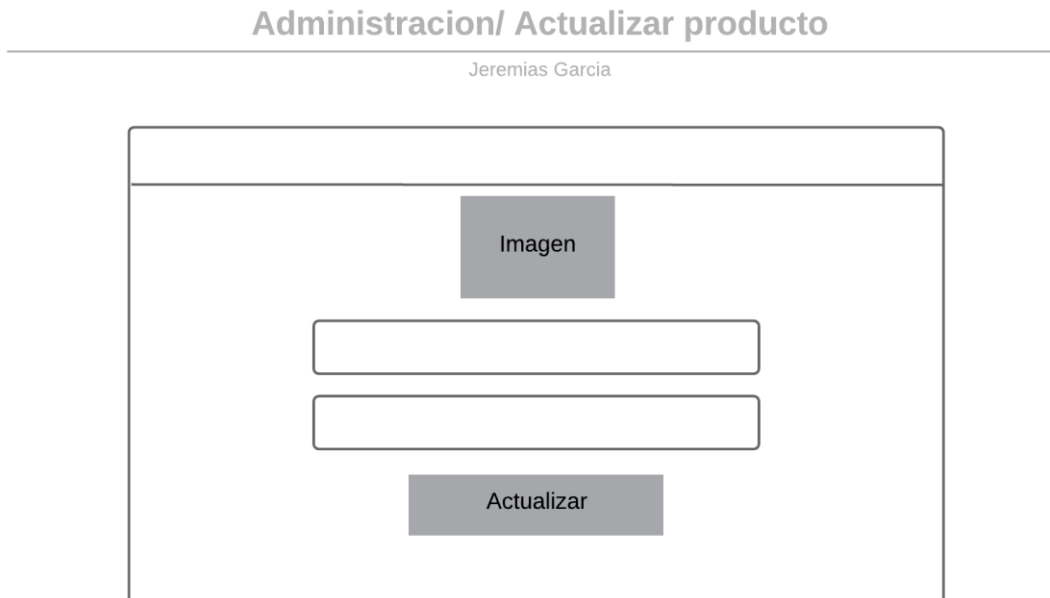 Administracion/ Actualizar producto
Jeremias Garcia
Imagen
Actualizar